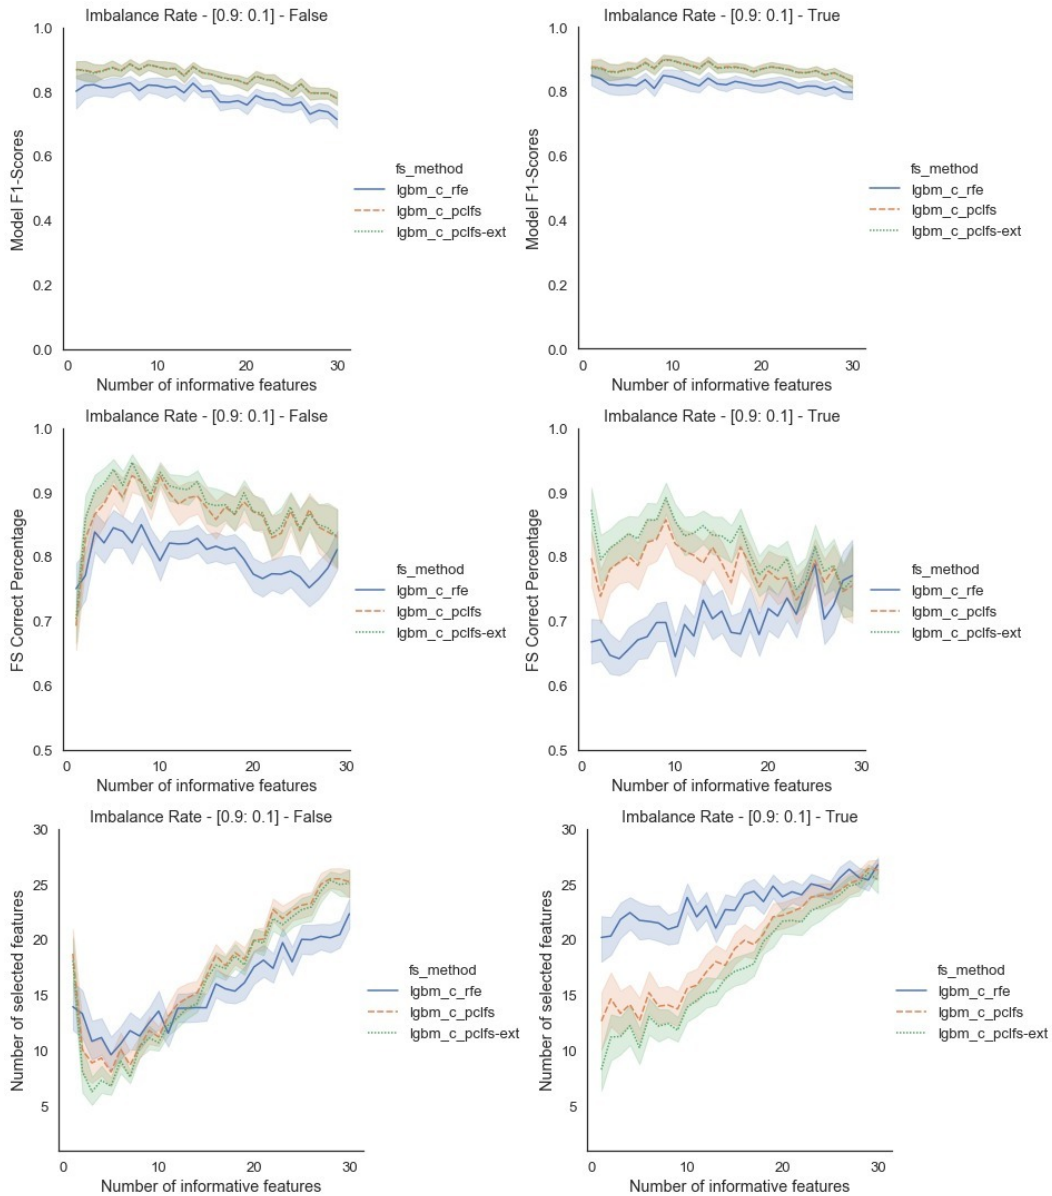 Imbalance Rate - [0.9: 0.1] - False
1.0
0.8
0.6
0.4
0.2
0.0
Model F1-Scores
0
10
20
30
Number of informative features
fs_method
lgbm_c_rfe
lgbm_c_pclfs
lgbm_c_pclfs-ext
Imbalance Rate - [0.9: 0.1] - True
1.0
0.8
0.6
0.4
0.2
0.0
Model F1-Scores
0
10
20
30
Number of informative features
fs_method
lgbm_c_rfe
lgbm_c_pclfs
lgbm_c_pclfs-ext
Imbalance Rate - [0.9: 0.1] - False
1.0
0.9
0.8
0.7
0.6
0.5
FS Correct Percentage
0
10
20
30
Number of informative features
fs_method
lgbm_c_rfe
lgbm_c_pclfs
lgbm_c_pclfs-ext
Imbalance Rate - [0.9: 0.1] - True
1.0
0.9
0.8
0.7
0.6
0.5
FS Correct Percentage
0
10
20
30
Number of informative features
fs_method
lgbm_c_rfe
lgbm_c_pclfs
lgbm_c_pclfs-ext
Imbalance Rate - [0.9: 0.1] - False
30
25
20
15
10
5
Number of selected features
0
10
20
30
Number of informative features
fs_method
lgbm_c_rfe
lgbm_c_pclfs
lgbm_c_pclfs-ext
Imbalance Rate - [0.9: 0.1] - True
30
25
20
15
10
5
Number of selected features
0
10
20
30
Number of informative features
fs_method
lgbm_c_rfe
lgbm_c_pclfs
lgbm_c_pclfs-ext